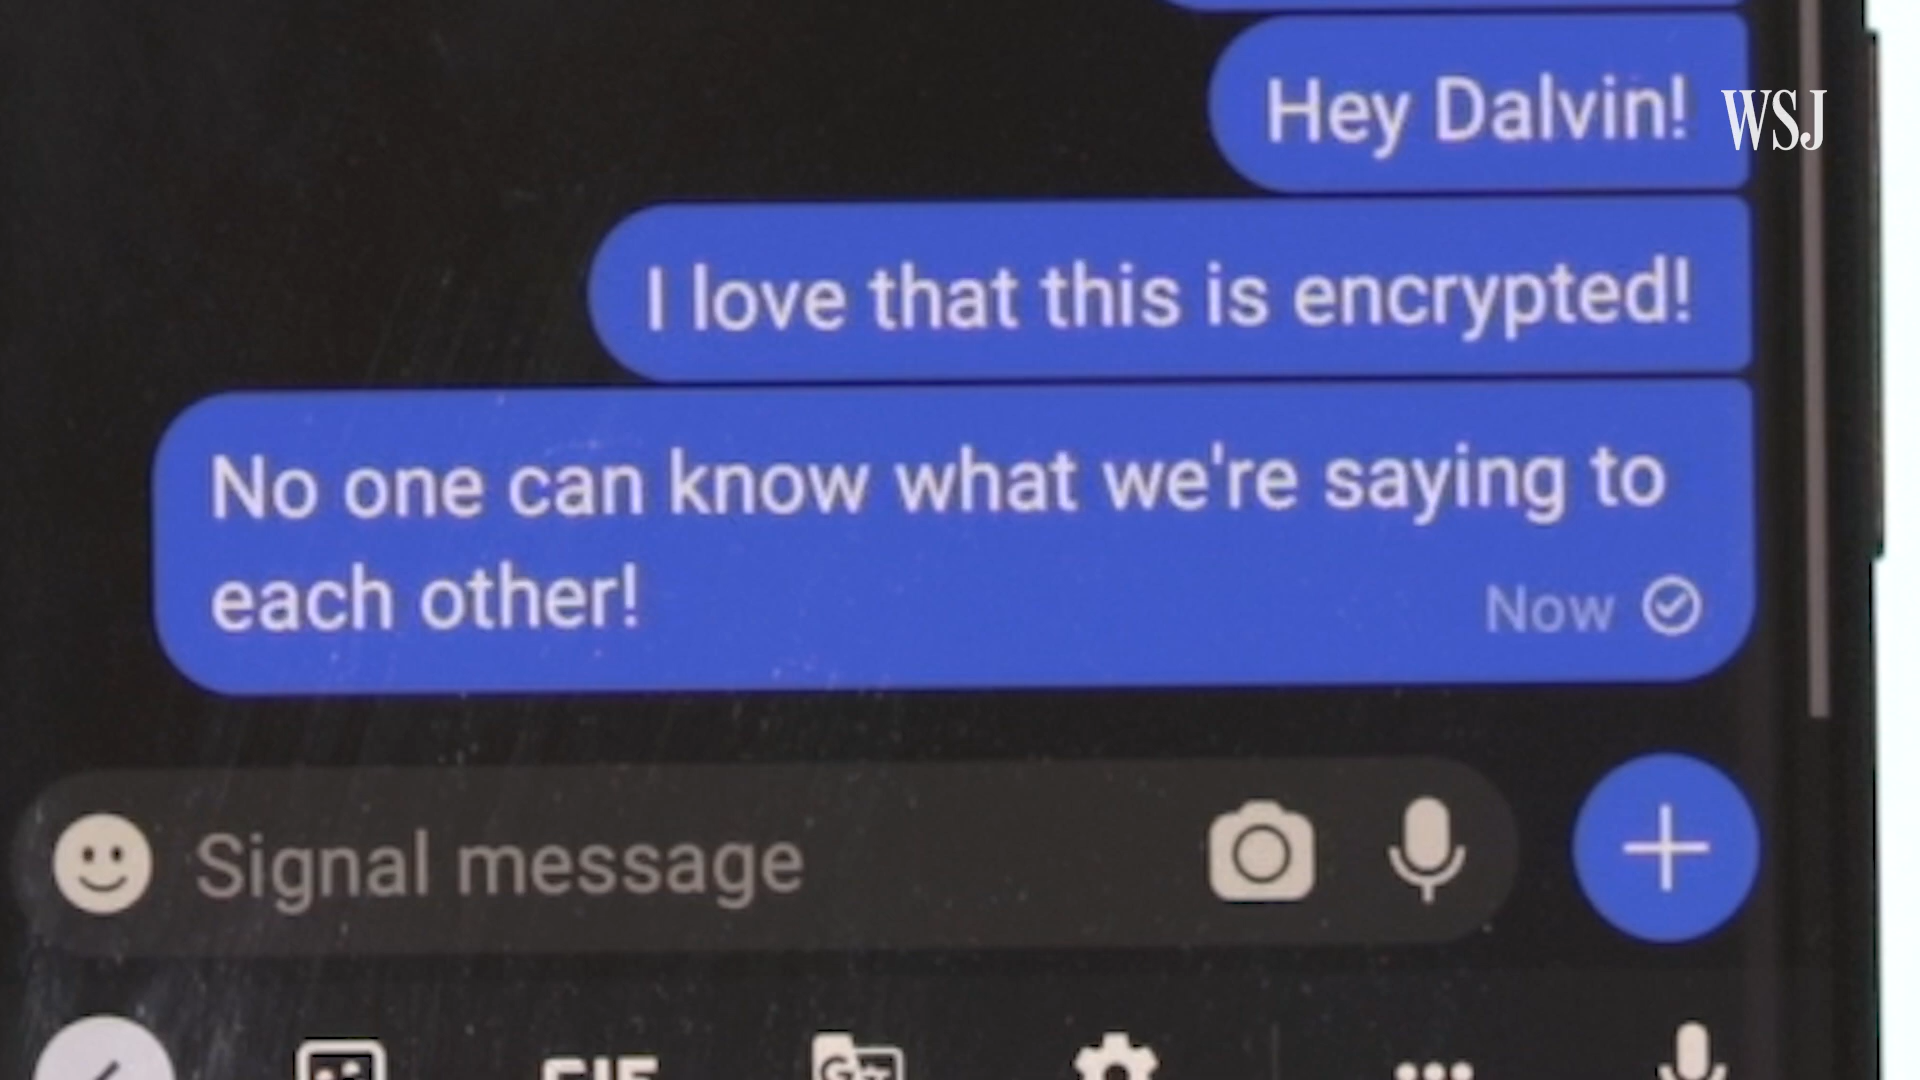 Hey Dalvin!
WSJ
I love that this is encrypted!
No one can know what we're saying to
each other!
Now
Signal message
GIF